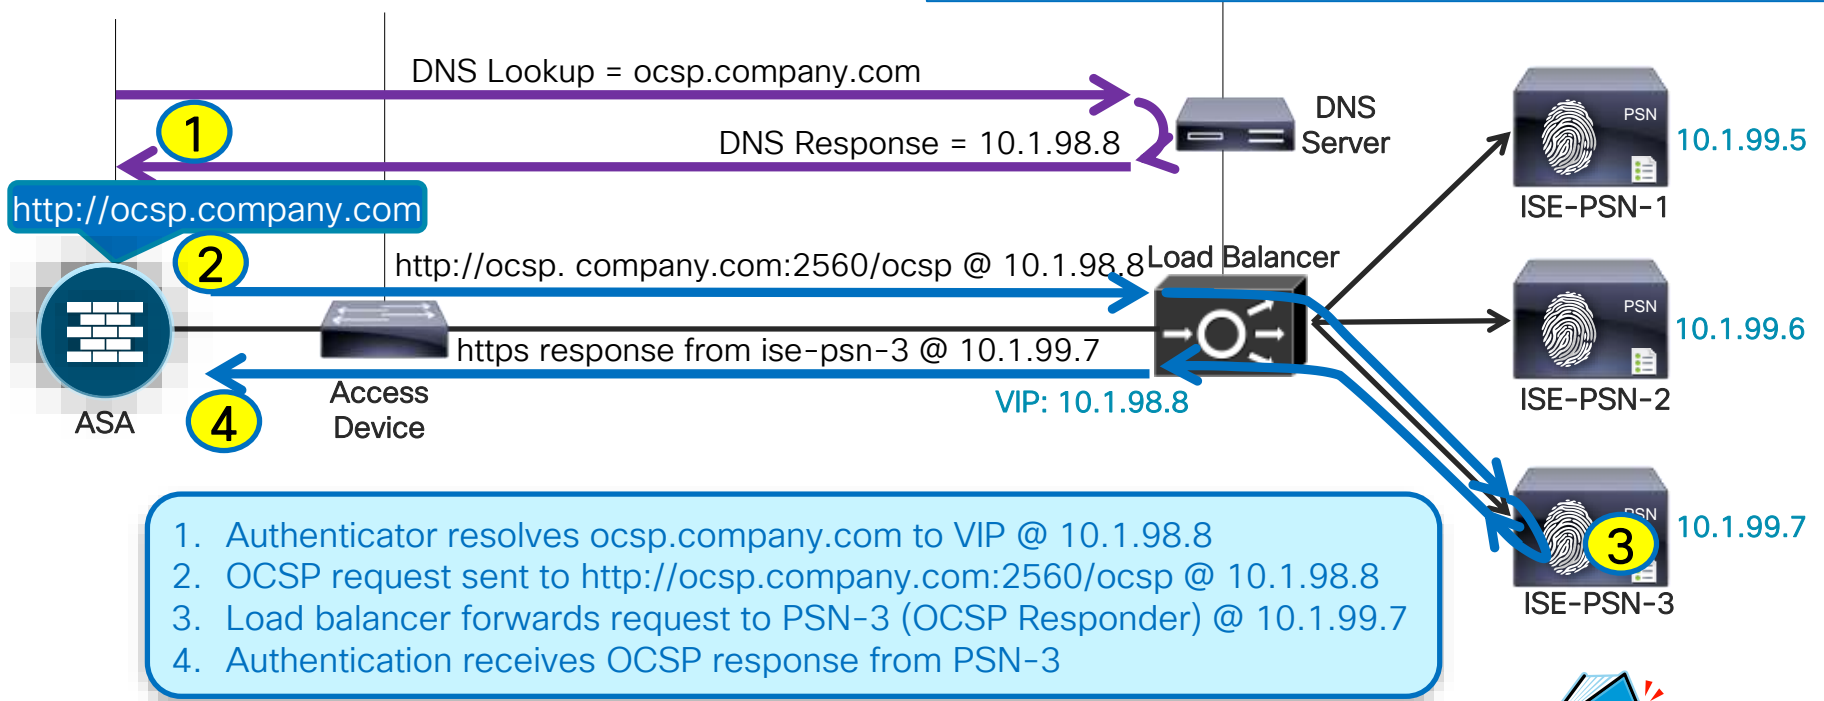 DNS Lookup = ocsp.company.com
1
DNS Response = 10.1.98.8
DNS
Server
PSN
10.1.99.5
ISE-PSN-1
http://ocsp.company.com
2
http://ocsp. company.com:2560/ocsp @ 10.1.98.8
Load Balancer
PSN
10.1.99.6
ISE-PSN-2
https response from ise-psn-3 @ 10.1.99.7
VIP: 10.1.98.8
Access
Device
ASA
4
PSN
3
10.1.99.7
ISE-PSN-3
1. Authenticator resolves ocsp.company.com to VIP @ 10.1.98.8
2. OCSP request sent to http://ocsp.company.com:2560/ocsp @ 10.1.98.8
3. Load balancer forwards request to PSN-3 (OCSP Responder) @ 10.1.99.7
4. Authentication receives OCSP response from PSN-3